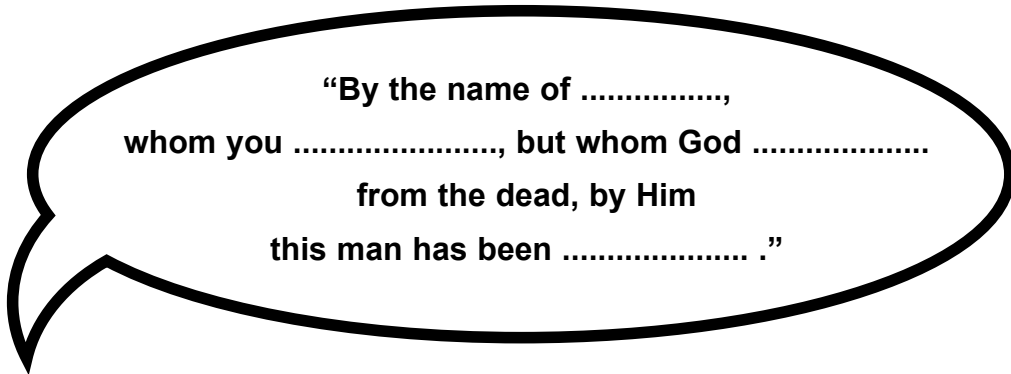 “By the name of ................,
whom you ......................., but whom God ....................
from the dead, by Him
this man has been ..................... .”